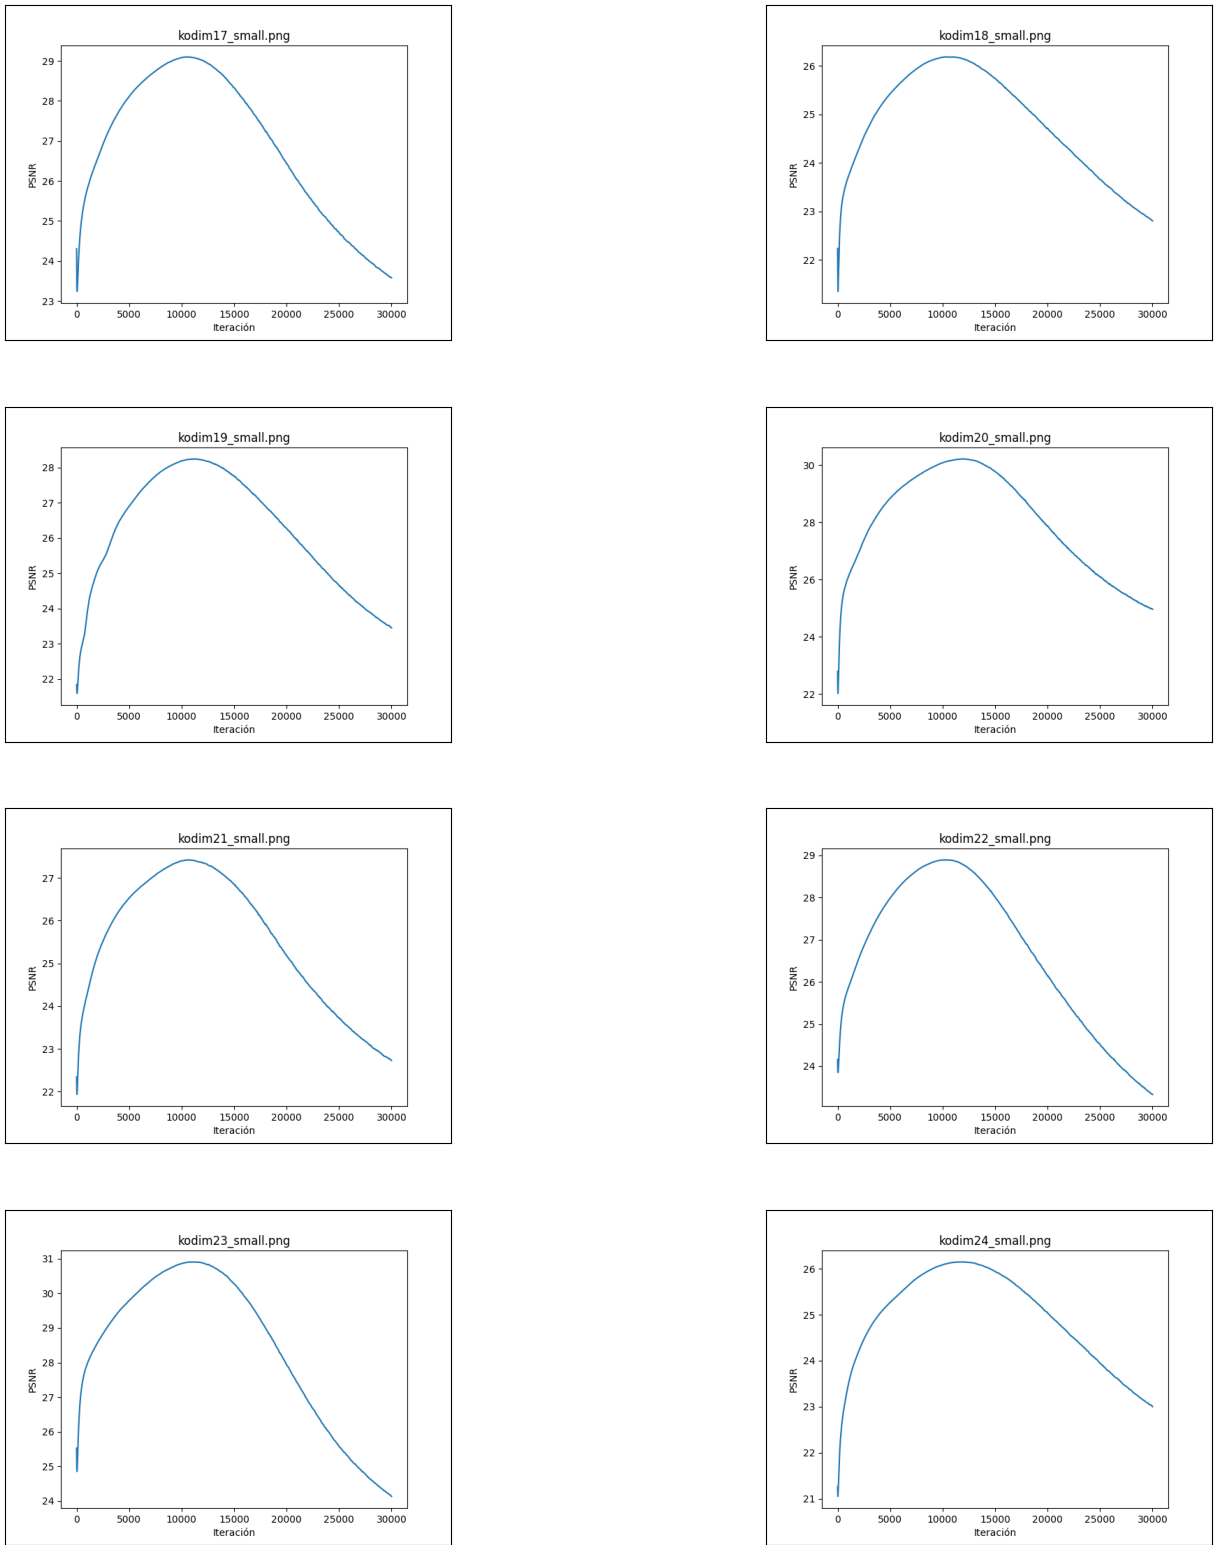 kodim17_small.png
29
28
27
26
25
24
23
PSNR
0 5000 10000 15000 20000 25000 30000
Iteración
kodim18_small.png
26
25
24
23
22
PSNR
0 5000 10000 15000 20000 25000 30000
Iteración
kodim19_small.png
28
27
26
25
24
23
22
PSNR
0 5000 10000 15000 20000 25000 30000
Iteración
kodim20_small.png
30
28
26
24
22
PSNR
0 5000 10000 15000 20000 25000 30000
Iteración
kodim21_small.png
27
26
25
24
23
22
PSNR
0 5000 10000 15000 20000 25000 30000
Iteración
kodim22_small.png
29
28
27
26
25
24
PSNR
0 5000 10000 15000 20000 25000 30000
Iteración
kodim23_small.png
31
30
29
28
27
26
25
24
PSNR
0 5000 10000 15000 20000 25000 30000
Iteración
kodim24_small.png
26
25
24
23
22
21
PSNR
0 5000 10000 15000 20000 25000 30000
Iteración